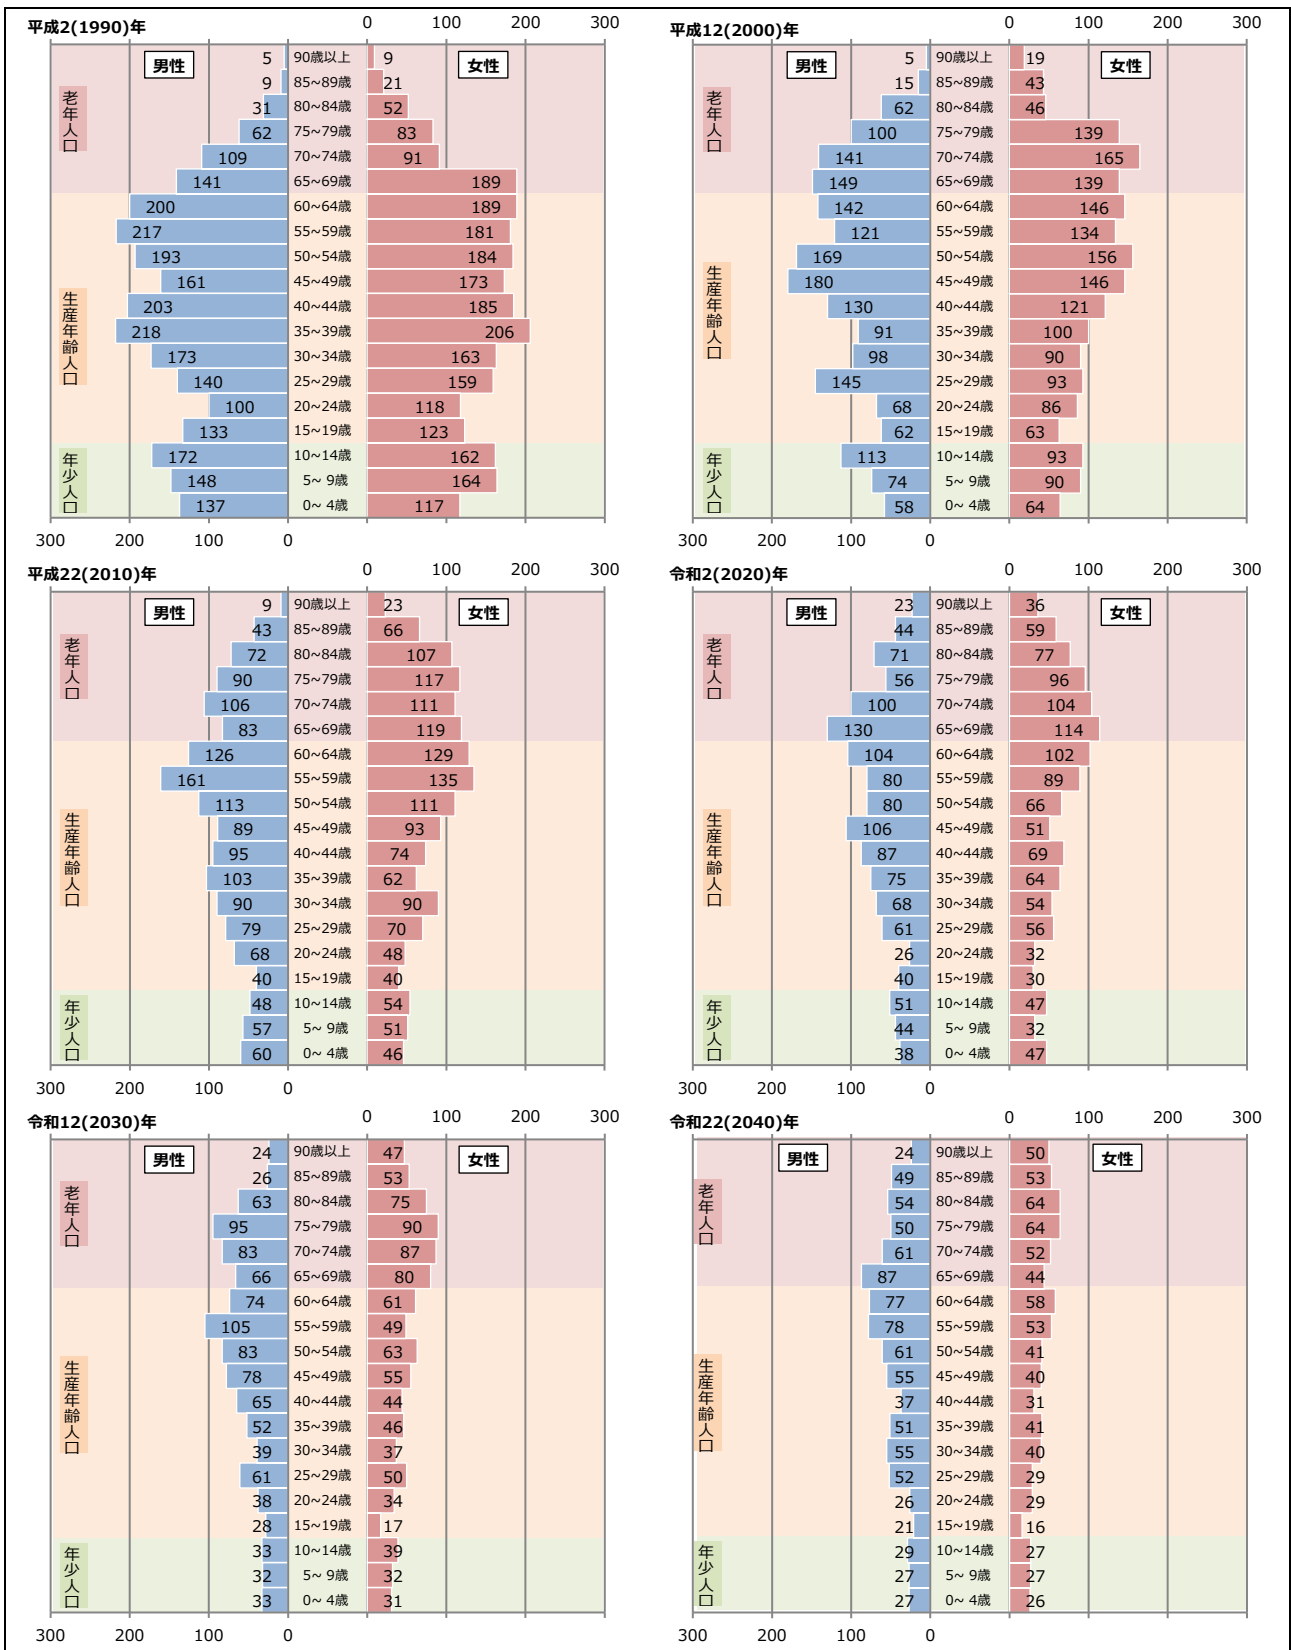 平成2(1990)年
0 100 200 300
男性 女性
老年人口
生産年齢人口
年少人口
5 90歳以上 9
9 85~89歳 21
31 80~84歳 52
62 75~79歳 83
109 70~74歳 91
141 65~69歳 189
200 60~64歳 189
217 55~59歳 181
193 50~54歳 184
161 45~49歳 173
203 40~44歳 185
218 35~39歳 206
173 30~34歳 163
140 25~29歳 159
100 20~24歳 118
133 15~19歳 123
172 10~14歳 162
148 5~ 9歳 164
137 0~ 4歳 117
300 200 100 0
平成12(2000)年
0 100 200 300
男性 女性
老年人口
生産年齢人口
年少人口
5 90歳以上 19
15 85~89歳 43
62 80~84歳 46
100 75~79歳 139
141 70~74歳 165
149 65~69歳 139
142 60~64歳 146
121 55~59歳 134
169 50~54歳 156
180 45~49歳 146
130 40~44歳 121
91 35~39歳 100
98 30~34歳 90
145 25~29歳 93
68 20~24歳 86
62 15~19歳 63
113 10~14歳 93
74 5~ 9歳 90
58 0~ 4歳 64
300 200 100 0
平成22(2010)年
0 100 200 300
男性 女性
老年人口
生産年齢人口
年少人口
9 90歳以上 23
43 85~89歳 66
72 80~84歳 107
90 75~79歳 117
106 70~74歳 111
83 65~69歳 119
126 60~64歳 129
161 55~59歳 135
113 50~54歳 111
89 45~49歳 93
95 40~44歳 74
103 35~39歳 62
90 30~34歳 90
79 25~29歳 70
68 20~24歳 48
40 15~19歳 40
48 10~14歳 54
57 5~ 9歳 51
60 0~ 4歳 46
300 200 100 0
令和2(2020)年
0 100 200 300
男性 女性
老年人口
生産年齢人口
年少人口
23 90歳以上 36
44 85~89歳 59
71 80~84歳 77
56 75~79歳 96
100 70~74歳 104
130 65~69歳 114
104 60~64歳 102
80 55~59歳 89
80 50~54歳 66
106 45~49歳 51
87 40~44歳 69
75 35~39歳 64
68 30~34歳 54
61 25~29歳 56
26 20~24歳 32
40 15~19歳 30
51 10~14歳 47
44 5~ 9歳 32
38 0~ 4歳 47
300 200 100 0
令和12(2030)年
0 100 200 300
男性 女性
老年人口
生産年齢人口
年少人口
24 90歳以上 47
26 85~89歳 53
63 80~84歳 75
95 75~79歳 90
83 70~74歳 87
66 65~69歳 80
74 60~64歳 61
105 55~59歳 49
83 50~54歳 63
78 45~49歳 55
65 40~44歳 44
52 35~39歳 46
39 30~34歳 37
61 25~29歳 50
38 20~24歳 34
28 15~19歳 17
33 10~14歳 39
32 5~ 9歳 32
33 0~ 4歳 31
300 200 100 0
令和22(2040)年
0 100 200 300
男性 女性
老年人口
生産年齢人口
年少人口
24 90歳以上 50
49 85~89歳 53
54 80~84歳 64
50 75~79歳 64
61 70~74歳 52
87 65~69歳 44
77 60~64歳 58
78 55~59歳 53
61 50~54歳 41
55 45~49歳 40
37 40~44歳 31
51 35~39歳 41
55 30~34歳 40
52 25~29歳 29
26 20~24歳 29
21 15~19歳 16
29 10~14歳 27
27 5~ 9歳 27
27 0~ 4歳 26
300 200 100 0